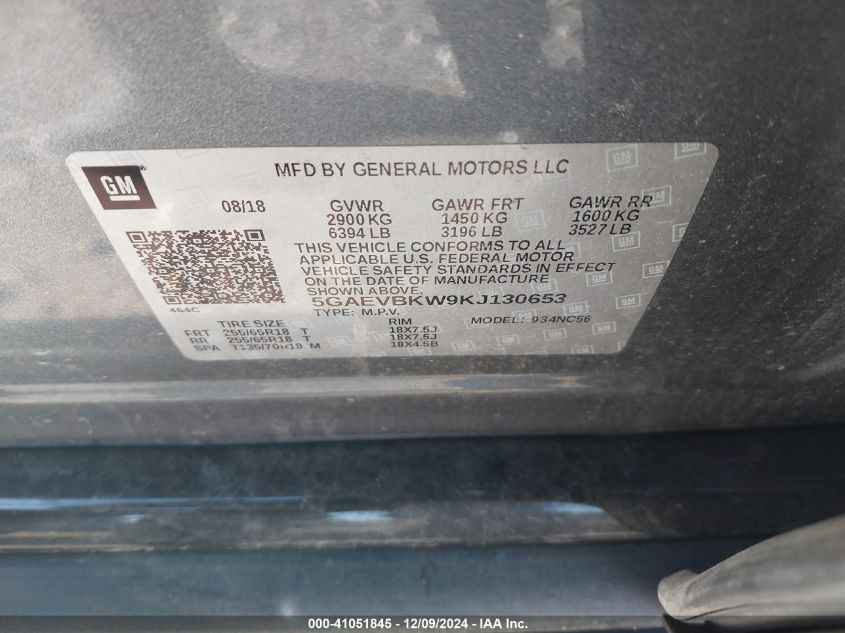 GM
MFD BY GENERAL MOTORS LLC
08/18
GVWR GAWR FRT GAWR RR
2900 KG 1450 KG 1600 KG
6394 LB 3196 LB 3527 LB
THIS VEHICLE CONFORMS TO ALL
APPLICABLE U.S. FEDERAL MOTOR
VEHICLE SAFETY STANDARDS IN EFFECT
ON THE DATE OF MANUFACTURE
SHOWN ABOVE.
464C
5GAEVBKW9KJ130653
TYPE: M.P.V. MODEL: 934NC56
TIRE SIZE RIM
FRT 255/65R18 T 18X7.5J
RR 255/65R18 T 18X7.5J
SPA T135/70R18 M 18X4.5B
000-41051845 - 12/09/2024 - IAA Inc.